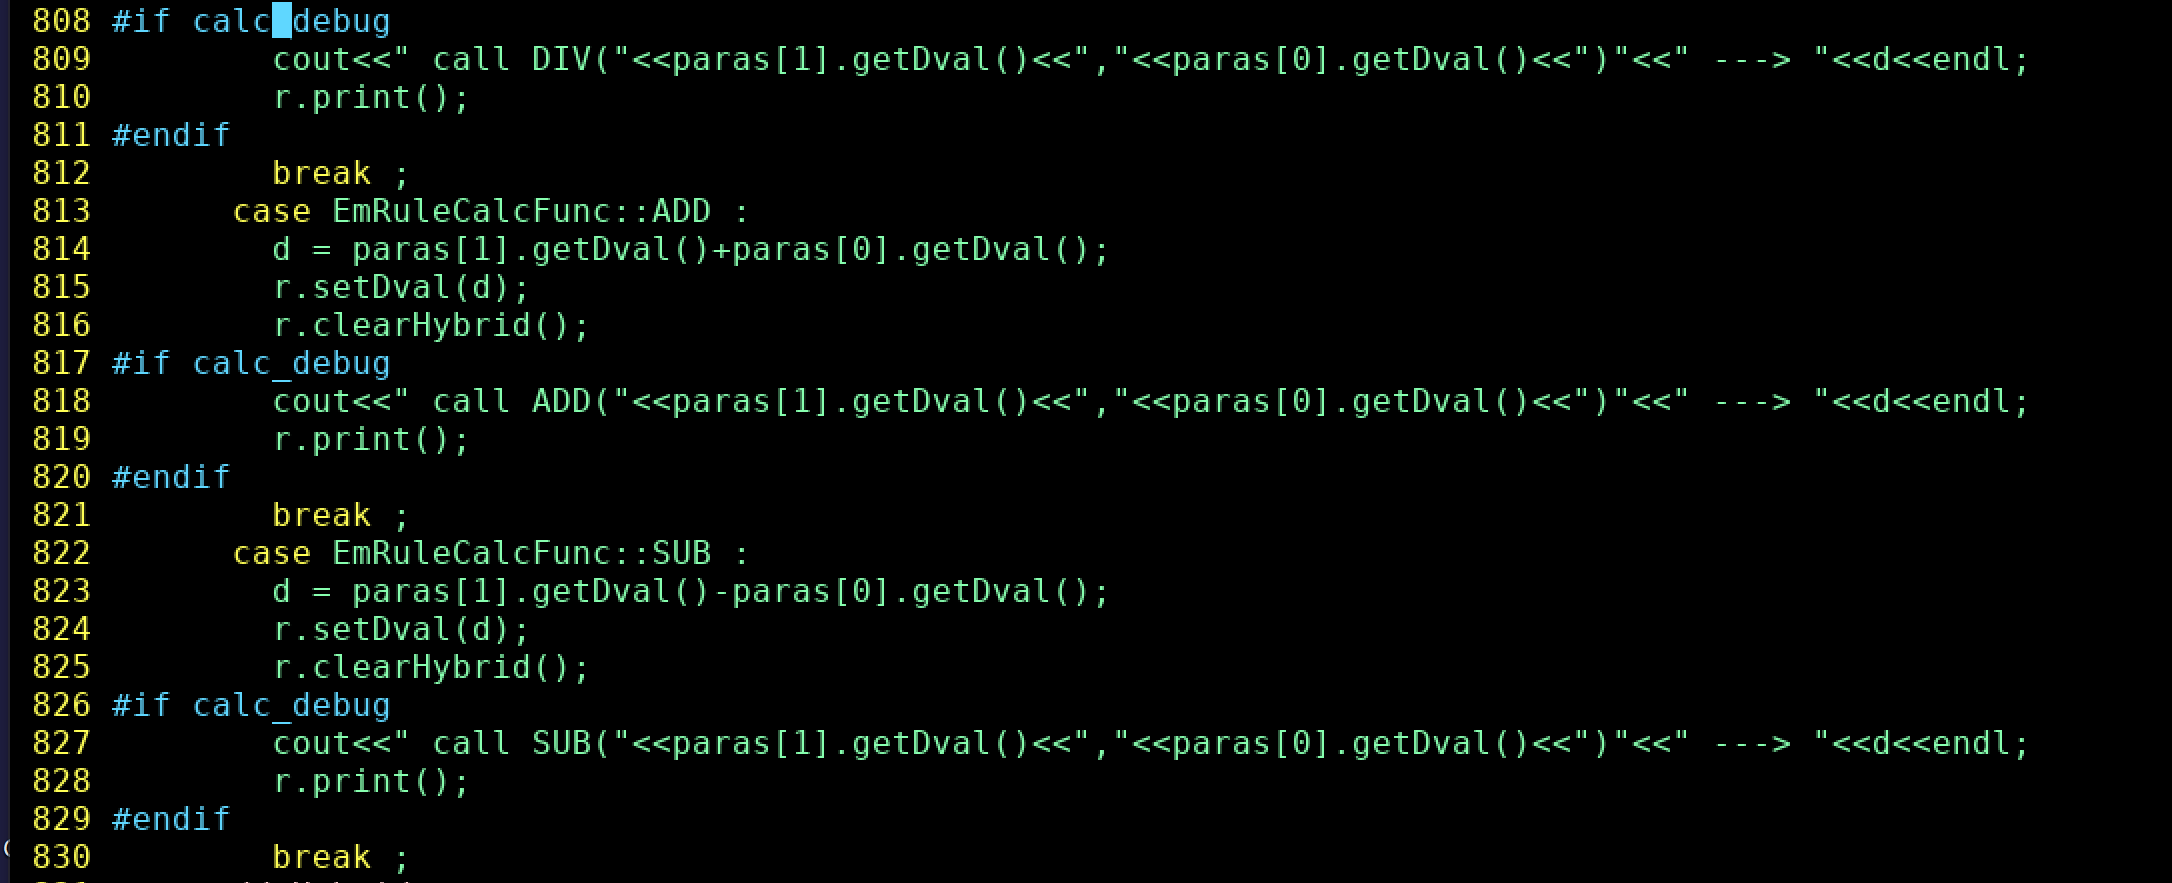 808 #if calc debug
809         cout<<" call DIV("<<paras[1].getDval()<<","<<paras[0].getDval()<<")"<<" ---> "<<d<<endl;
810         r.print();
811 #endif
812         break ;
813       case EmRuleCalcFunc::ADD :
814         d = paras[1].getDval()+paras[0].getDval();
815         r.setDval(d);
816         r.clearHybrid();
817 #if calc_debug
818         cout<<" call ADD("<<paras[1].getDval()<<","<<paras[0].getDval()<<")"<<" ---> "<<d<<endl;
819         r.print();
820 #endif
821         break ;
822       case EmRuleCalcFunc::SUB :
823         d = paras[1].getDval()-paras[0].getDval();
824         r.setDval(d);
825         r.clearHybrid();
826 #if calc_debug
827         cout<<" call SUB("<<paras[1].getDval()<<","<<paras[0].getDval()<<")"<<" ---> "<<d<<endl;
828         r.print();
829 #endif
830         break ;